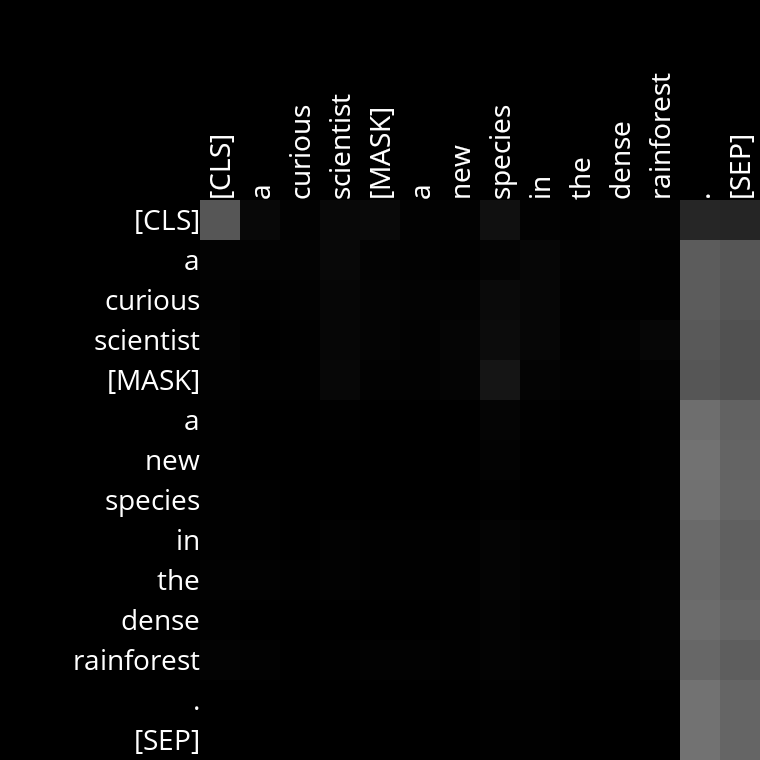 [CLS] a curious scientist [MASK] a new species in the dense rainforest . [SEP]
[CLS]
a
curious
scientist
[MASK]
a
new
species
in
the
dense
rainforest
.
[SEP]